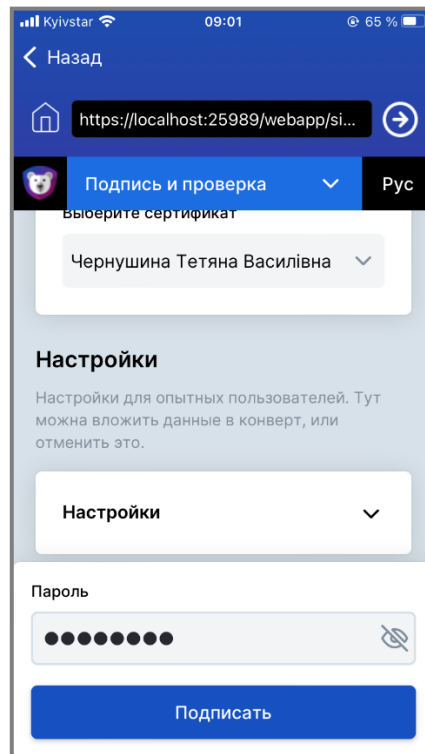 Kyivstar 09:01 65 %
Назад
https://localhost:25989/webapp/si...
Подпись и проверка Рус
Выберите сертификат
Чернушина Тетяна Василівна
Настройки
Настройки для опытных пользователей. Тут
можна вложить данные в конверт, или
отменить это.
Настройки
Пароль
●●●●●●●●
Подписать